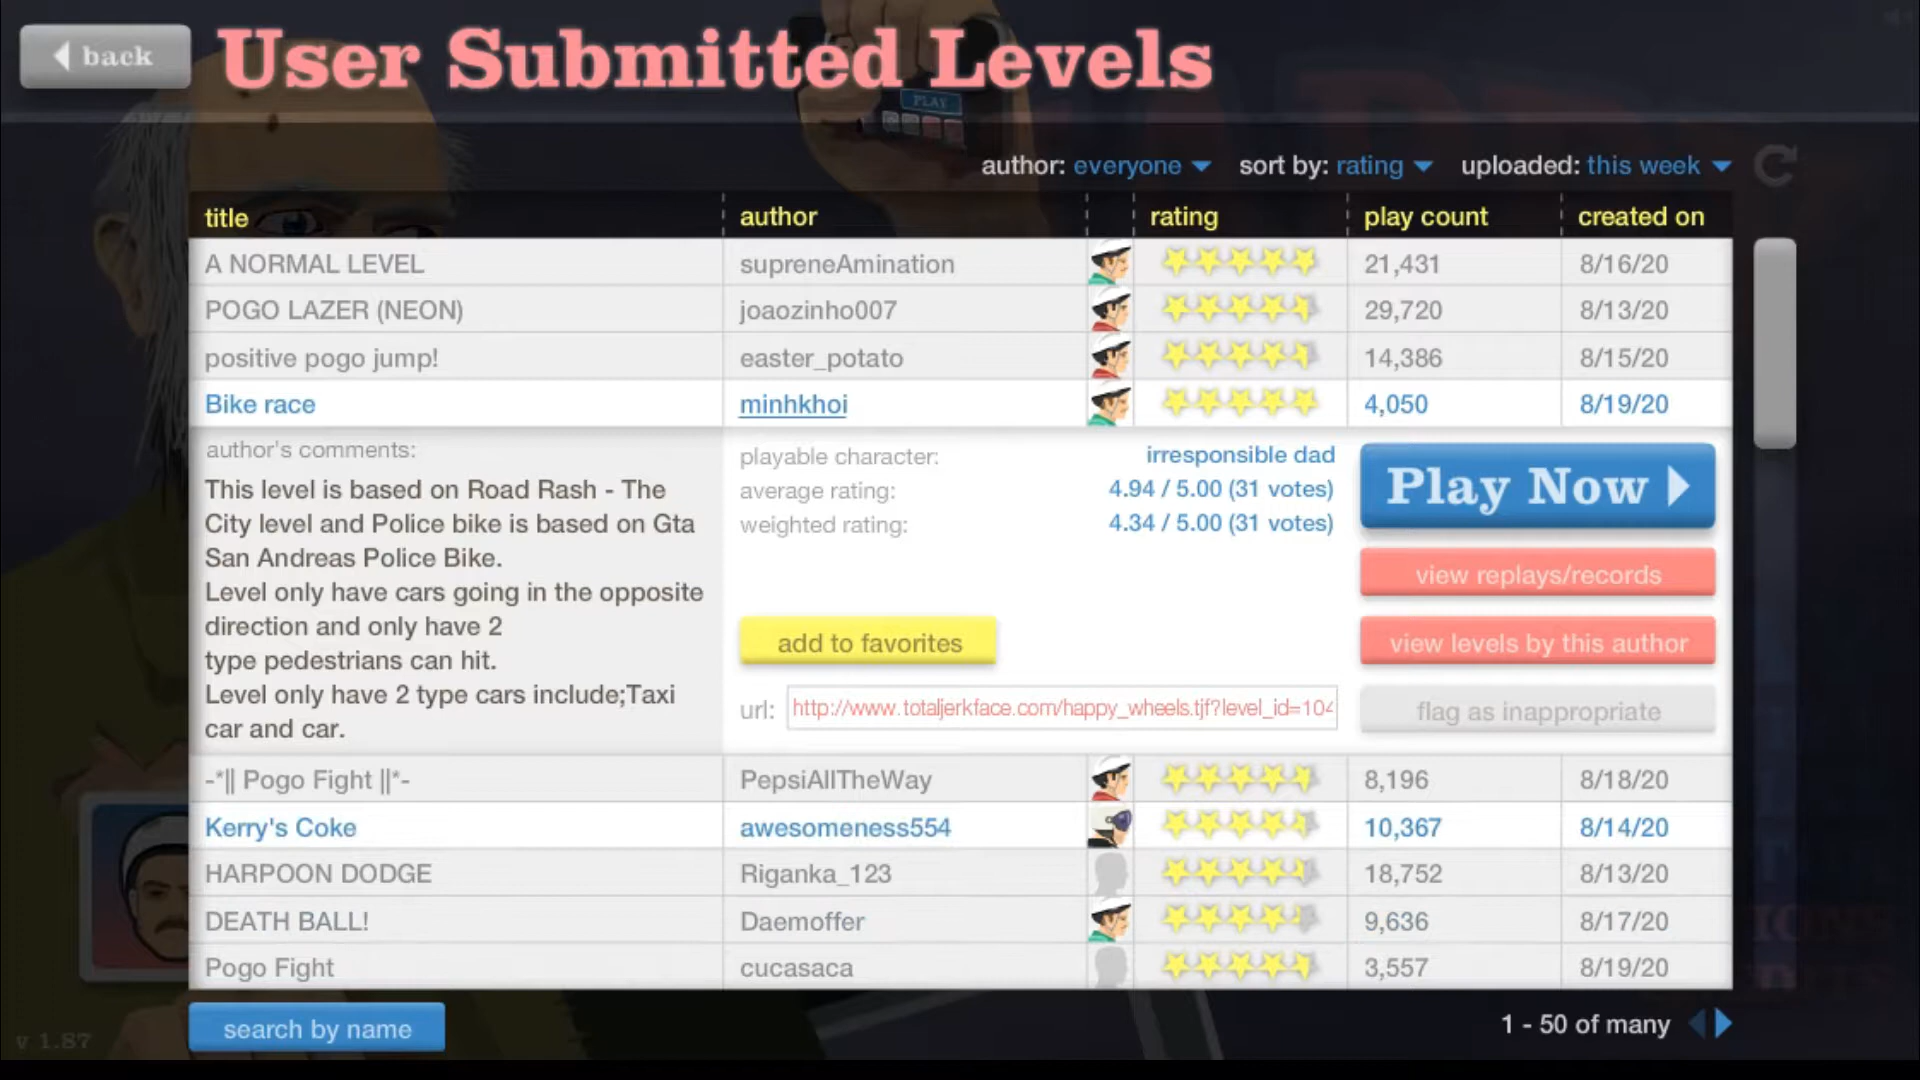 back
User Submitted Levels
PLAY
author: everyone sort by: rating uploaded: this week
title author rating play count created on
A NORMAL LEVEL supreneAmination 21,431 8/16/20
POGO LAZER (NEON) joaozinho007 29,720 8/13/20
positive pogo jump! easter_potato 14,386 8/15/20
Bike race minhkhoi 4,050 8/19/20
author's comments:
This level is based on Road Rash - The
City level and Police bike is based on Gta
San Andreas Police Bike.
Level only have cars going in the opposite
direction and only have 2
type pedestrians can hit.
Level only have 2 type cars include;Taxi
car and car.
playable character: irresponsible dad
average rating: 4.94 / 5.00 (31 votes)
weighted rating: 4.34 / 5.00 (31 votes)
add to favorites
url: http://www.totaljerkface.com/happy_wheels.tjf?level_id=104
Play Now
view replays/records
view levels by this author
flag as inappropriate
-*|| Pogo Fight ||*- PepsiAllTheWay 8,196 8/18/20
Kerry's Coke awesomeness554 10,367 8/14/20
HARPOON DODGE Riganka_123 18,752 8/13/20
DEATH BALL! Daemoffer 9,636 8/17/20
Pogo Fight cucasaca 3,557 8/19/20
search by name
1 - 50 of many
v 1.87